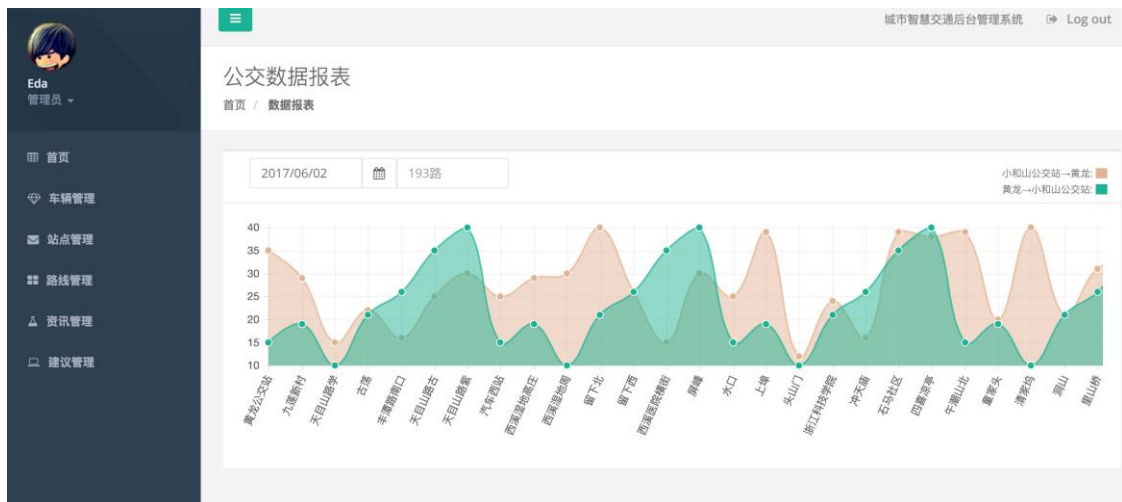 城市智慧交通后台管理系统 Log out
Eda
管理员
首页
车辆管理
站点管理
路线管理
资讯管理
建议管理
公交数据报表
首页 / 数据报表
2017/06/02 193路
小和山公交站→黄龙:
黄龙→小和山公交站:
40
35
30
25
20
15
10
黄龙公交站
九莲新村
天目山路学
古荡
丰潭路南口
天目山路古
天目山路紫
汽车西站
西溪湿地高庄
西溪湿地周
留下北
留下西
西溪医院横街
屏峰
水口
上埠
头山门
浙江科技学院
冲天庙
石马社区
四喜凉亭
午潮山北
童家头
清家坞
洞山
里山桥